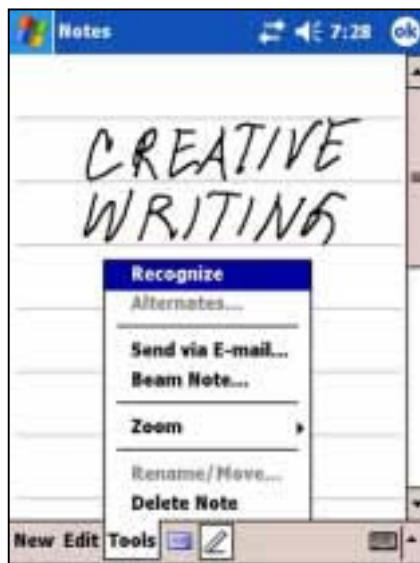 Notes 7:28 ok
CREATIVE
WRITING
Recognize
Alternates...
Send via E-mail...
Beam Note...
Zoom
Rename/Move...
Delete Note
New Edit Tools